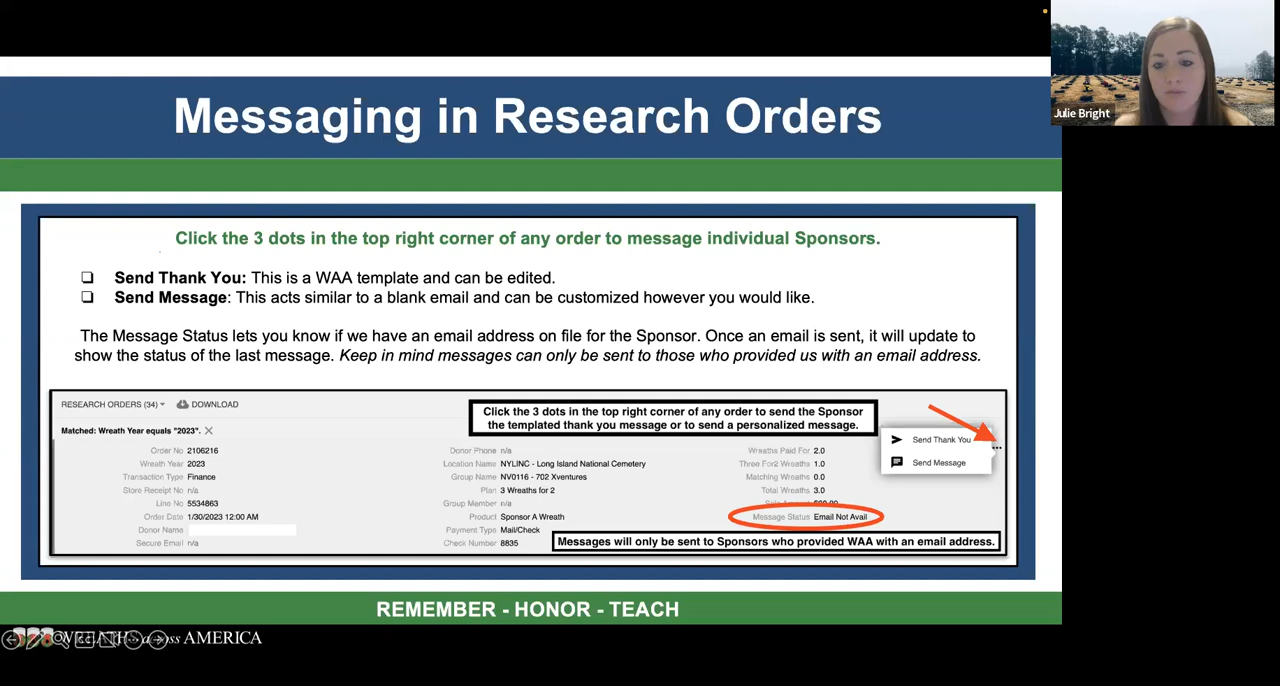 Messaging in Research Orders
Julie Bright
Click the 3 dots in the top right corner of any order to message individual Sponsors.
❑ Send Thank You: This is a WAA template and can be edited.
❑ Send Message: This acts similar to a blank email and can be customized however you would like.
The Message Status lets you know if we have an email address on file for the Sponsor. Once an email is sent, it will update to
show the status of the last message. Keep in mind messages can only be sent to those who provided us with an email address.
RESEARCH ORDERS (34) DOWNLOAD
Click the 3 dots in the top right corner of any order to send the Sponsor
the templated thank you message or to send a personalized message.
Matched: Wreath Year equals "2023".
Send Thank You
Send Message
Order No 2106216
Wreath Year 2023
Transaction Type Finance
Store Receipt No n/a
Line No 5534863
Order Date 1/30/2023 12:00 AM
Donor Name
Secure Email n/a
Donor Phone n/a
Location Name NYLINC - Long Island National Cemetery
Group Name NV0116 - 702 Xventures
Plan 3 Wreaths for 2
Group Member n/a
Product Sponsor A Wreath
Payment Type Mail/Check
Check Number 8835
Wreaths Paid For 2.0
Three For2 Wreaths 1.0
Matching Wreaths 0.0
Total Wreaths 3.0
Message Status Email Not Avail
Messages will only be sent to Sponsors who provided WAA with an email address.
REMEMBER - HONOR - TEACH
WREATHS across AMERICA